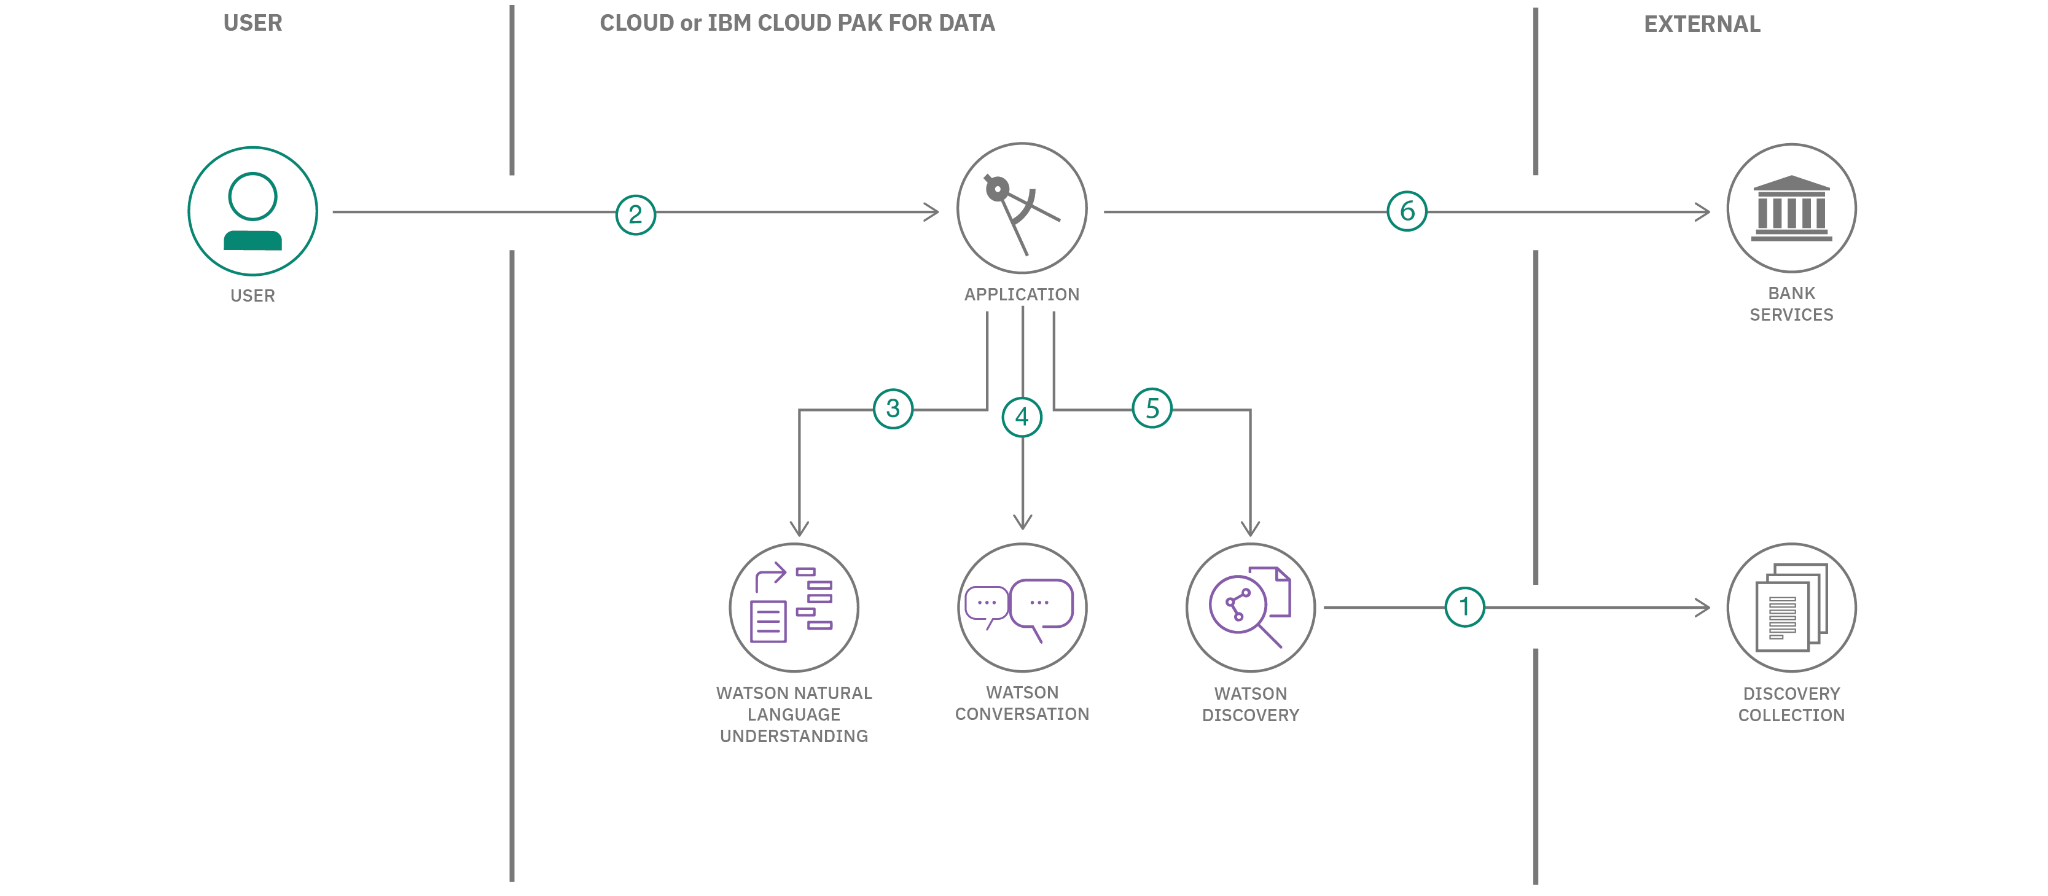 USER
CLOUD or IBM CLOUD PAK FOR DATA
EXTERNAL
2
6
USER
APPLICATION
BANK
SERVICES
3
4
5
1
WATSON NATURAL
LANGUAGE
UNDERSTANDING
WATSON
CONVERSATION
WATSON
DISCOVERY
DISCOVERY
COLLECTION